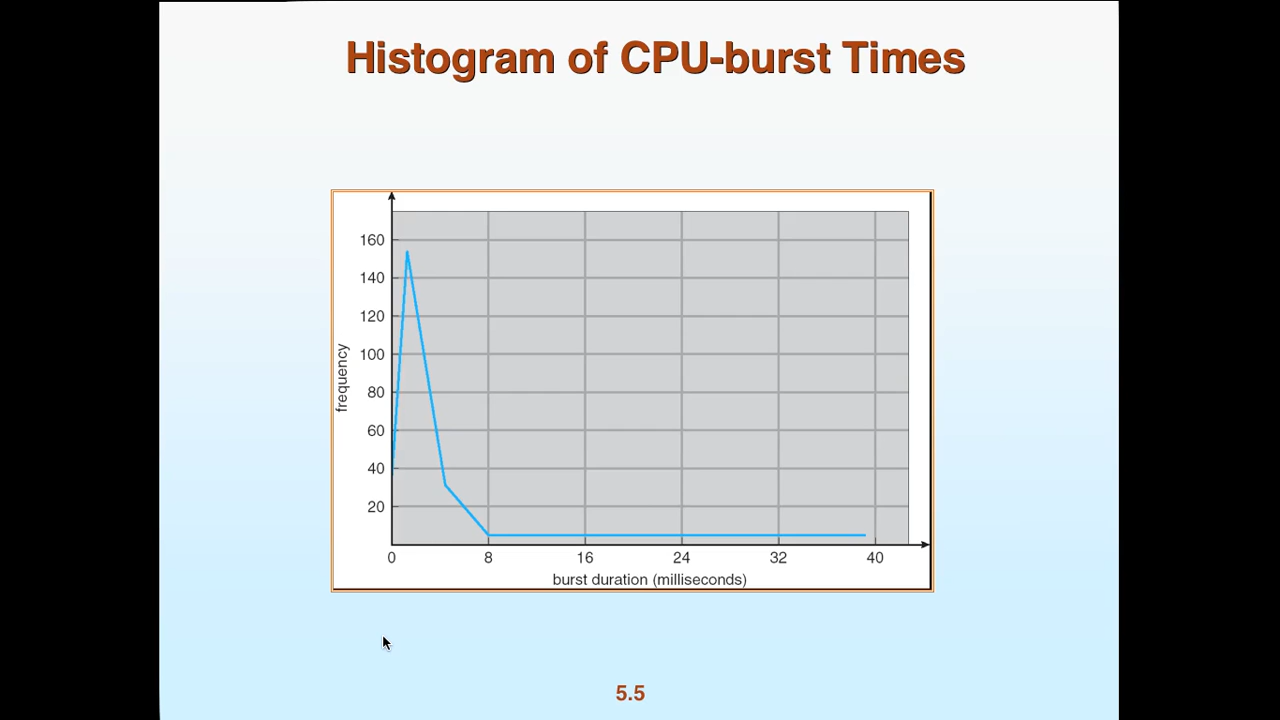 Histogram of CPU-burst Times
160
140
120
100
80
60
40
20
frequency
0 8 16 24 32 40
burst duration (milliseconds)
5.5